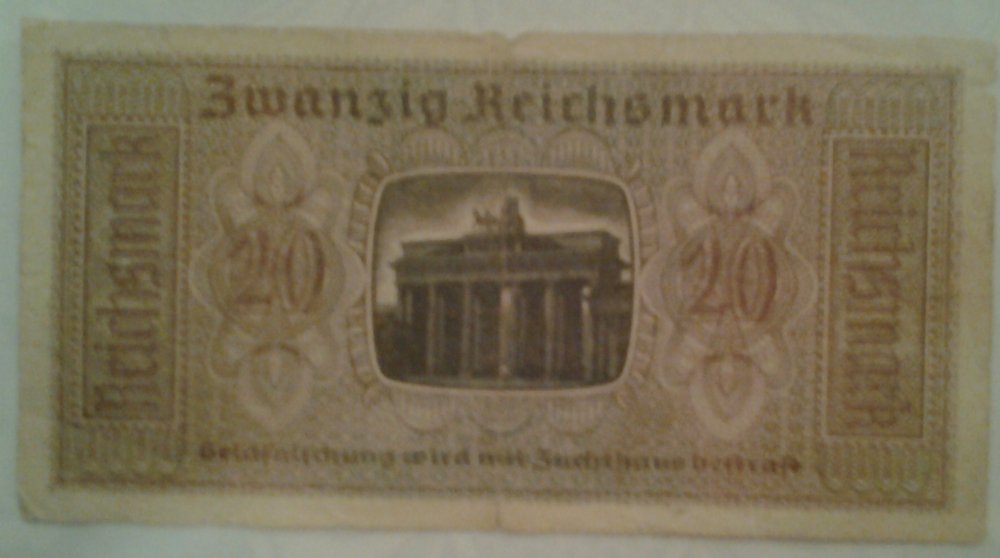 Zwanzig Reichsmark
Reichsmark
20
20
Reichsmark
Geldfälschung wird mit Zuchthaus bestraft